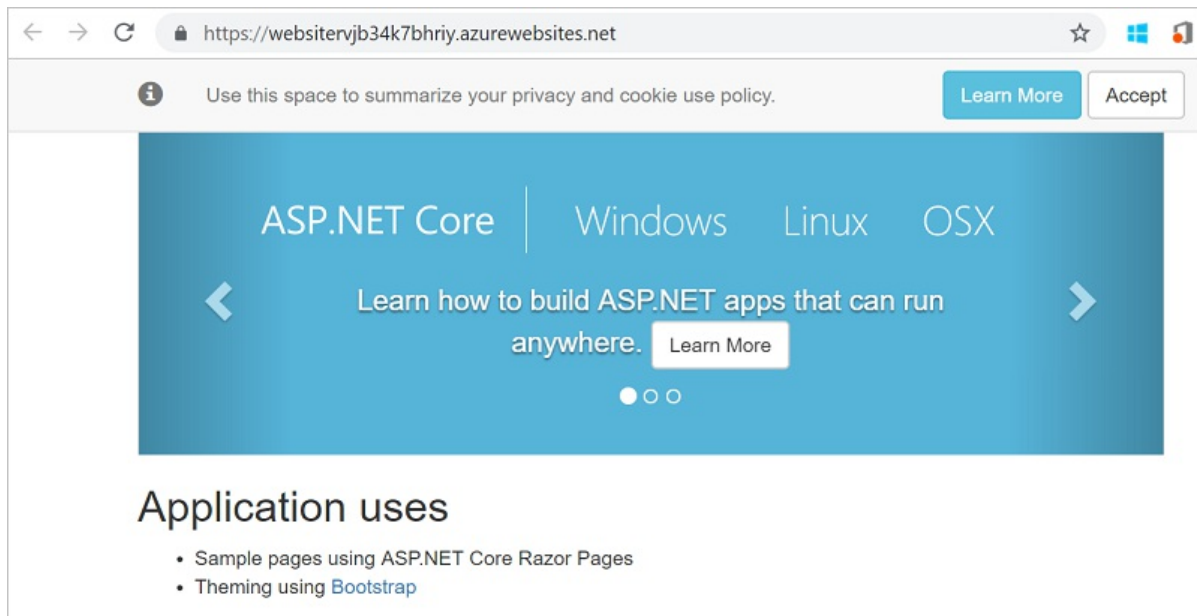 https://websitervjb34k7bhriy.azurewebsites.net
Use this space to summarize your privacy and cookie use policy. Learn More Accept
ASP.NET Core Windows Linux OSX
Learn how to build ASP.NET apps that can run
anywhere. Learn More
Application uses
• Sample pages using ASP.NET Core Razor Pages
• Theming using Bootstrap